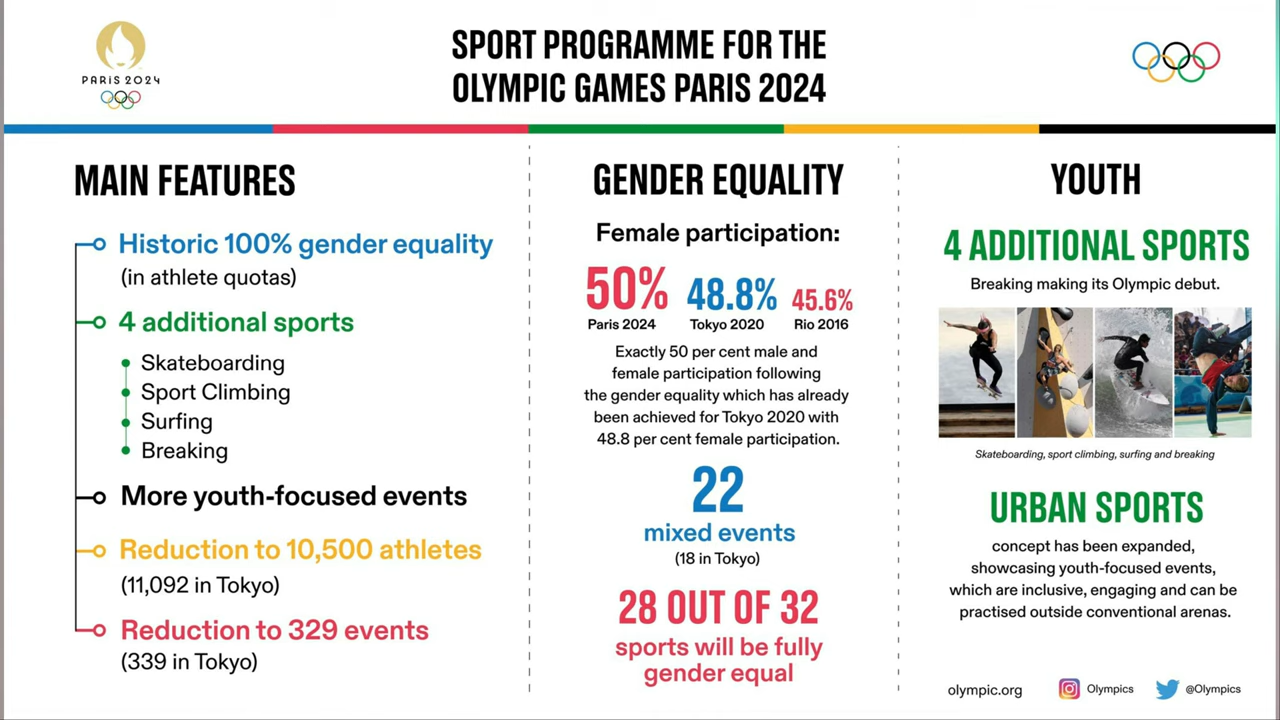 PARIS 2024
SPORT PROGRAMME FOR THE
OLYMPIC GAMES PARIS 2024
MAIN FEATURES
Historic 100% gender equality
(in athlete quotas)
4 additional sports
Skateboarding
Sport Climbing
Surfing
Breaking
More youth-focused events
Reduction to 10,500 athletes
(11,092 in Tokyo)
Reduction to 329 events
(339 in Tokyo)
GENDER EQUALITY
Female participation:
50% 48.8% 45.6%
Paris 2024 Tokyo 2020 Rio 2016
Exactly 50 per cent male and
female participation following
the gender equality which has already
been achieved for Tokyo 2020 with
48.8 per cent female participation.
22
mixed events
(18 in Tokyo)
28 OUT OF 32
sports will be fully
gender equal
YOUTH
4 ADDITIONAL SPORTS
Breaking making its Olympic debut.
Skateboarding, sport climbing, surfing and breaking
URBAN SPORTS
concept has been expanded,
showcasing youth-focused events,
which are inclusive, engaging and can be
practised outside conventional arenas.
olympic.org Olympics @Olympics